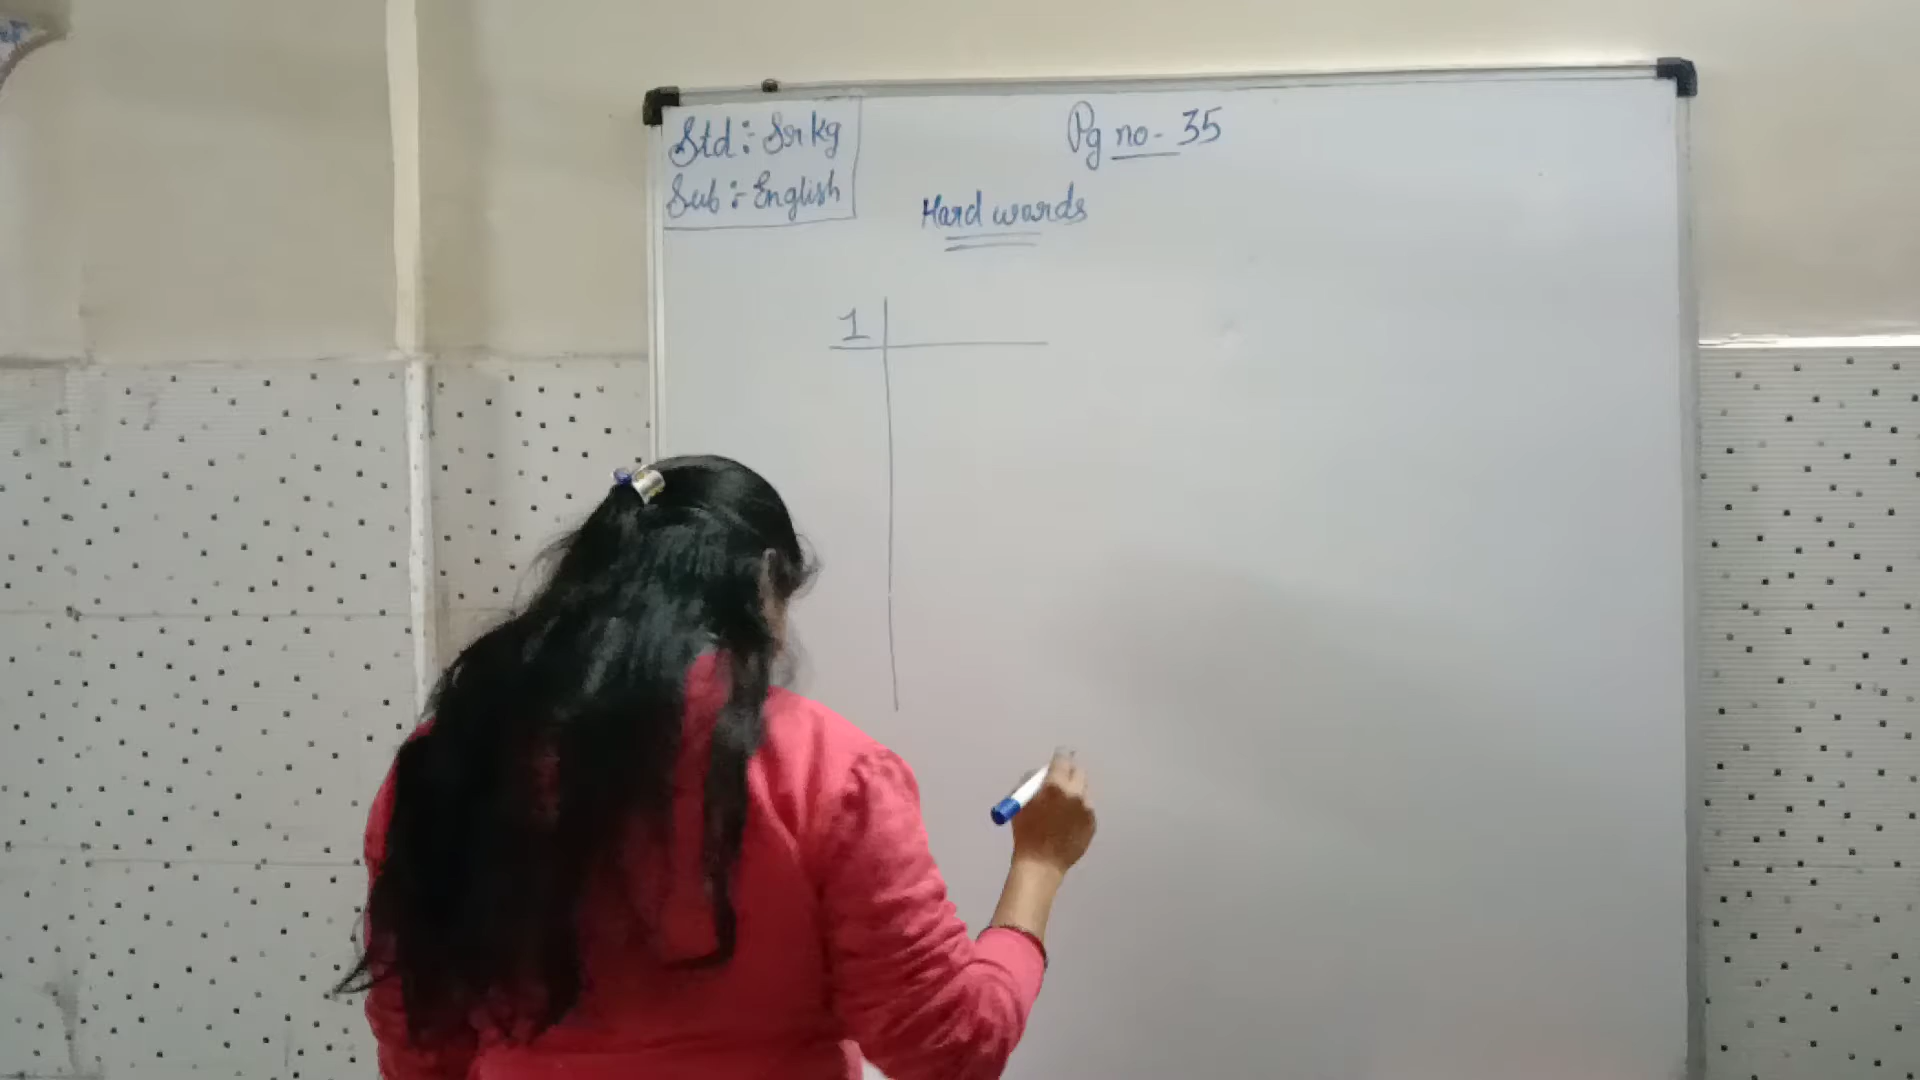 Std :- Sr kg
Sub :- English
Pg no - 35
Hard words
1